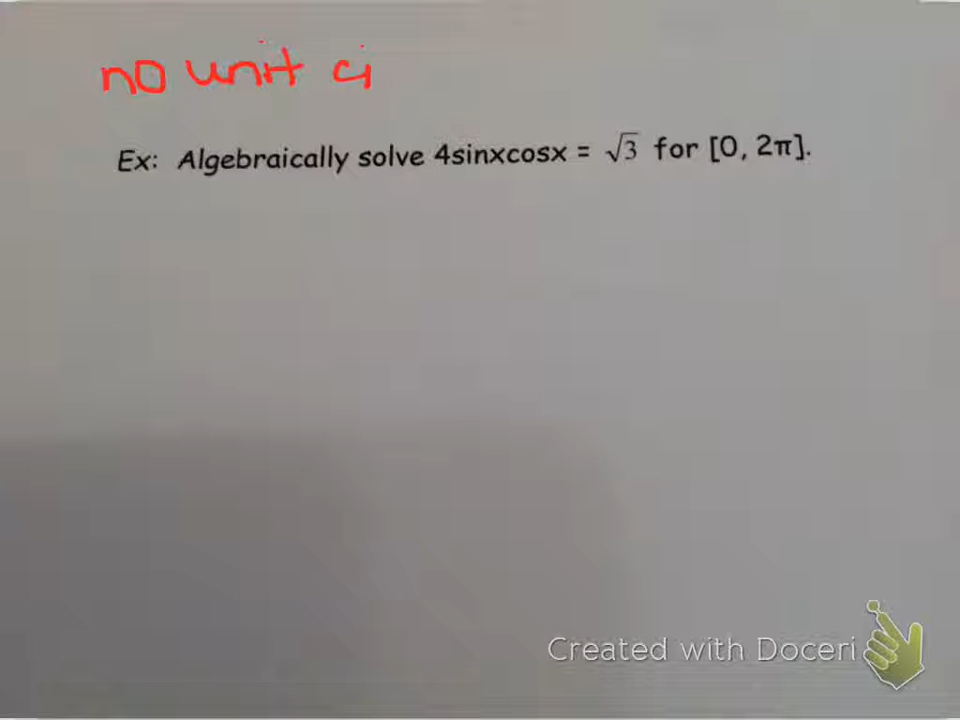 no unit ci
Ex: Algebraically solve 4sinxcosx = √3 for [0, 2π].
Created with Doceri